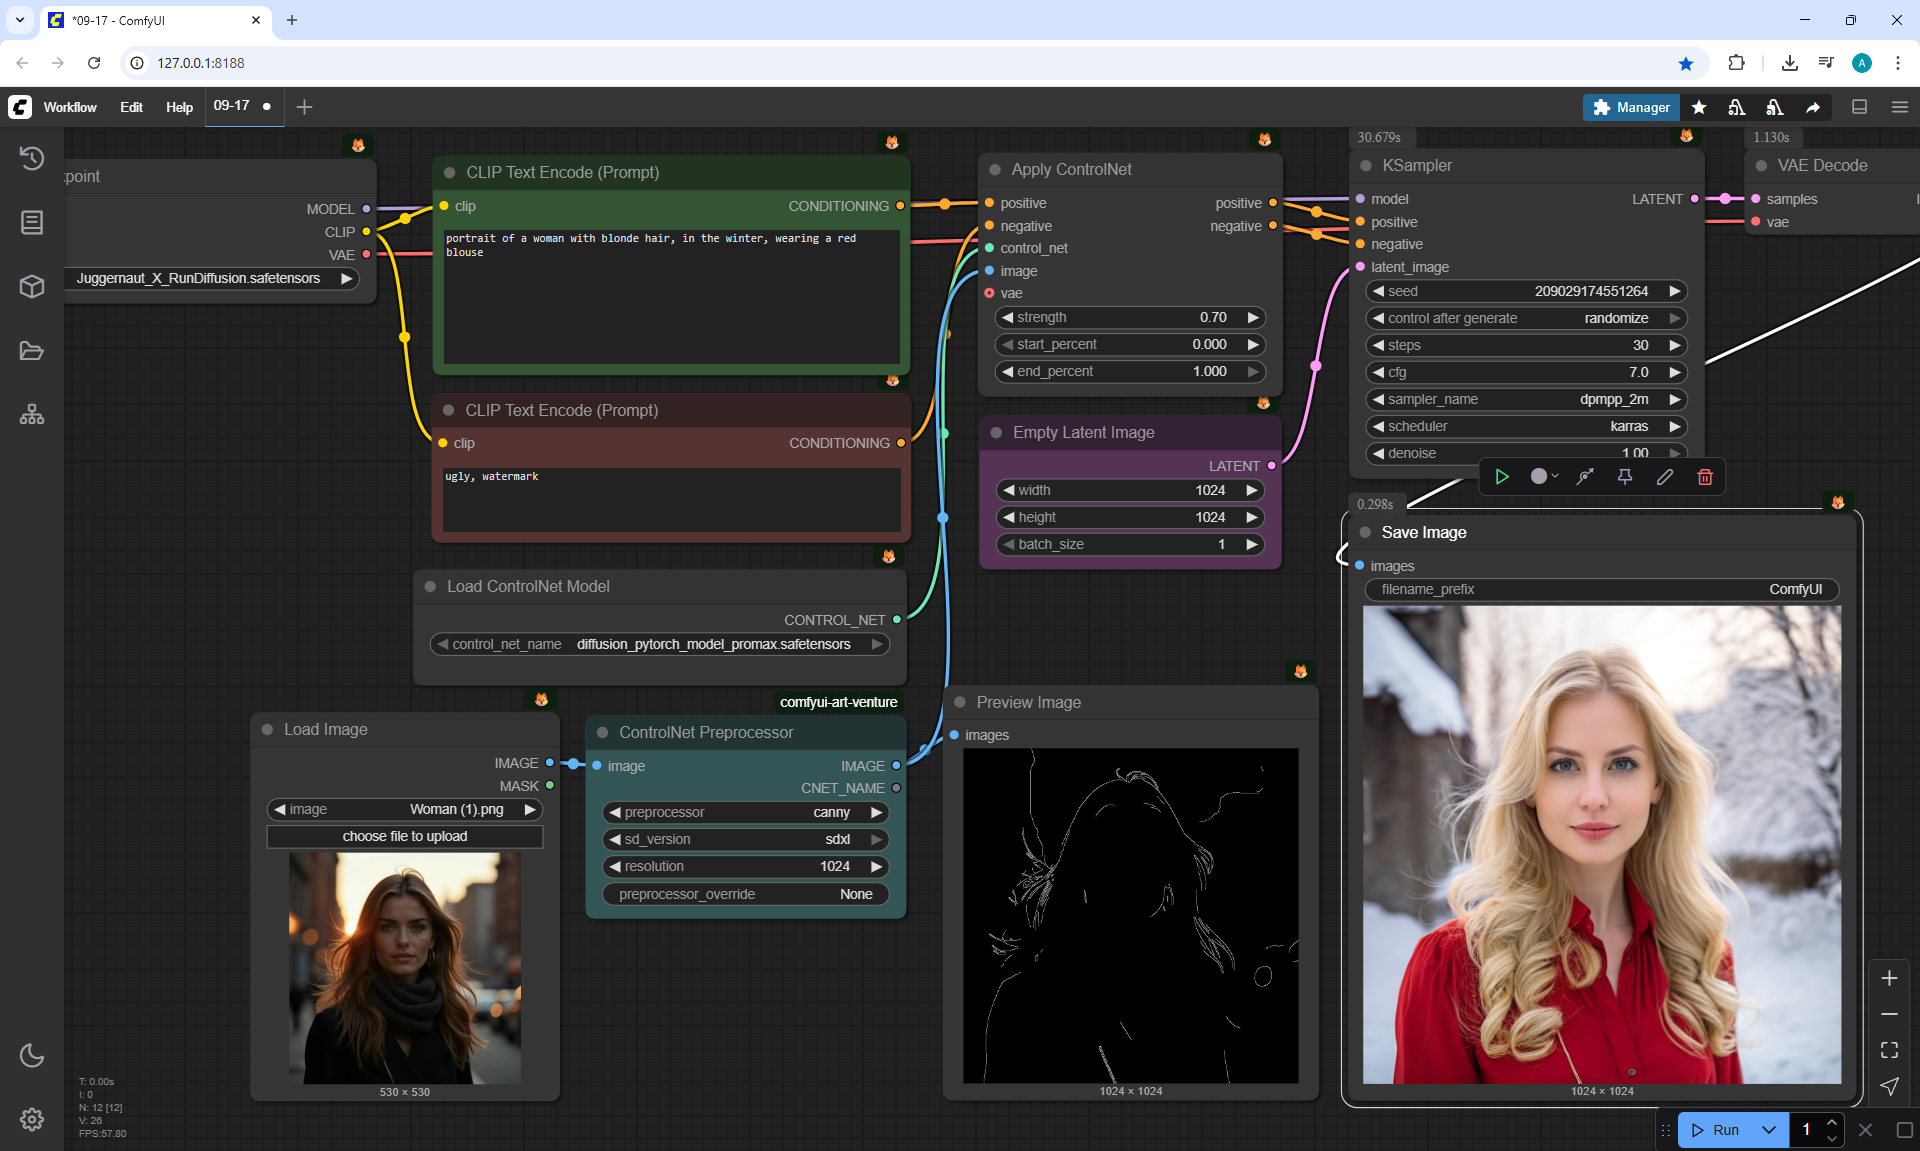 *09-17 - ComfyUI
127.0.0.1:8188
A
Workflow Edit Help 09-17
Manager
point
MODEL
CLIP
VAE
Juggernaut_X_RunDiffusion.safetensors
CLIP Text Encode (Prompt)
clip CONDITIONING
portrait of a woman with blonde hair, in the winter, wearing a red
blouse
CLIP Text Encode (Prompt)
clip CONDITIONING
ugly, watermark
Load ControlNet Model
CONTROL_NET
control_net_name diffusion_pytorch_model_promax.safetensors
Load Image
IMAGE
MASK
image Woman (1).png
choose file to upload
530 × 530
comfyui-art-venture
ControlNet Preprocessor
image IMAGE
CNET_NAME
preprocessor canny
sd_version sdxl
resolution 1024
preprocessor_override None
Apply ControlNet
positive positive
negative negative
control_net
image
vae
strength 0.70
start_percent 0.000
end_percent 1.000
Empty Latent Image
LATENT
width 1024
height 1024
batch_size 1
Preview Image
images
1024 × 1024
30.679s
KSampler
model LATENT
positive
negative
latent_image
seed 209029174551264
control after generate randomize
steps 30
cfg 7.0
sampler_name dpmpp_2m
scheduler karras
denoise 1.00
1.130s
VAE Decode
samples
vae
0.298s
Save Image
images
filename_prefix ComfyUI
1024 × 1024
T: 0.00s
I: 0
N: 12 [12]
V: 26
FPS:57.80
Run 1